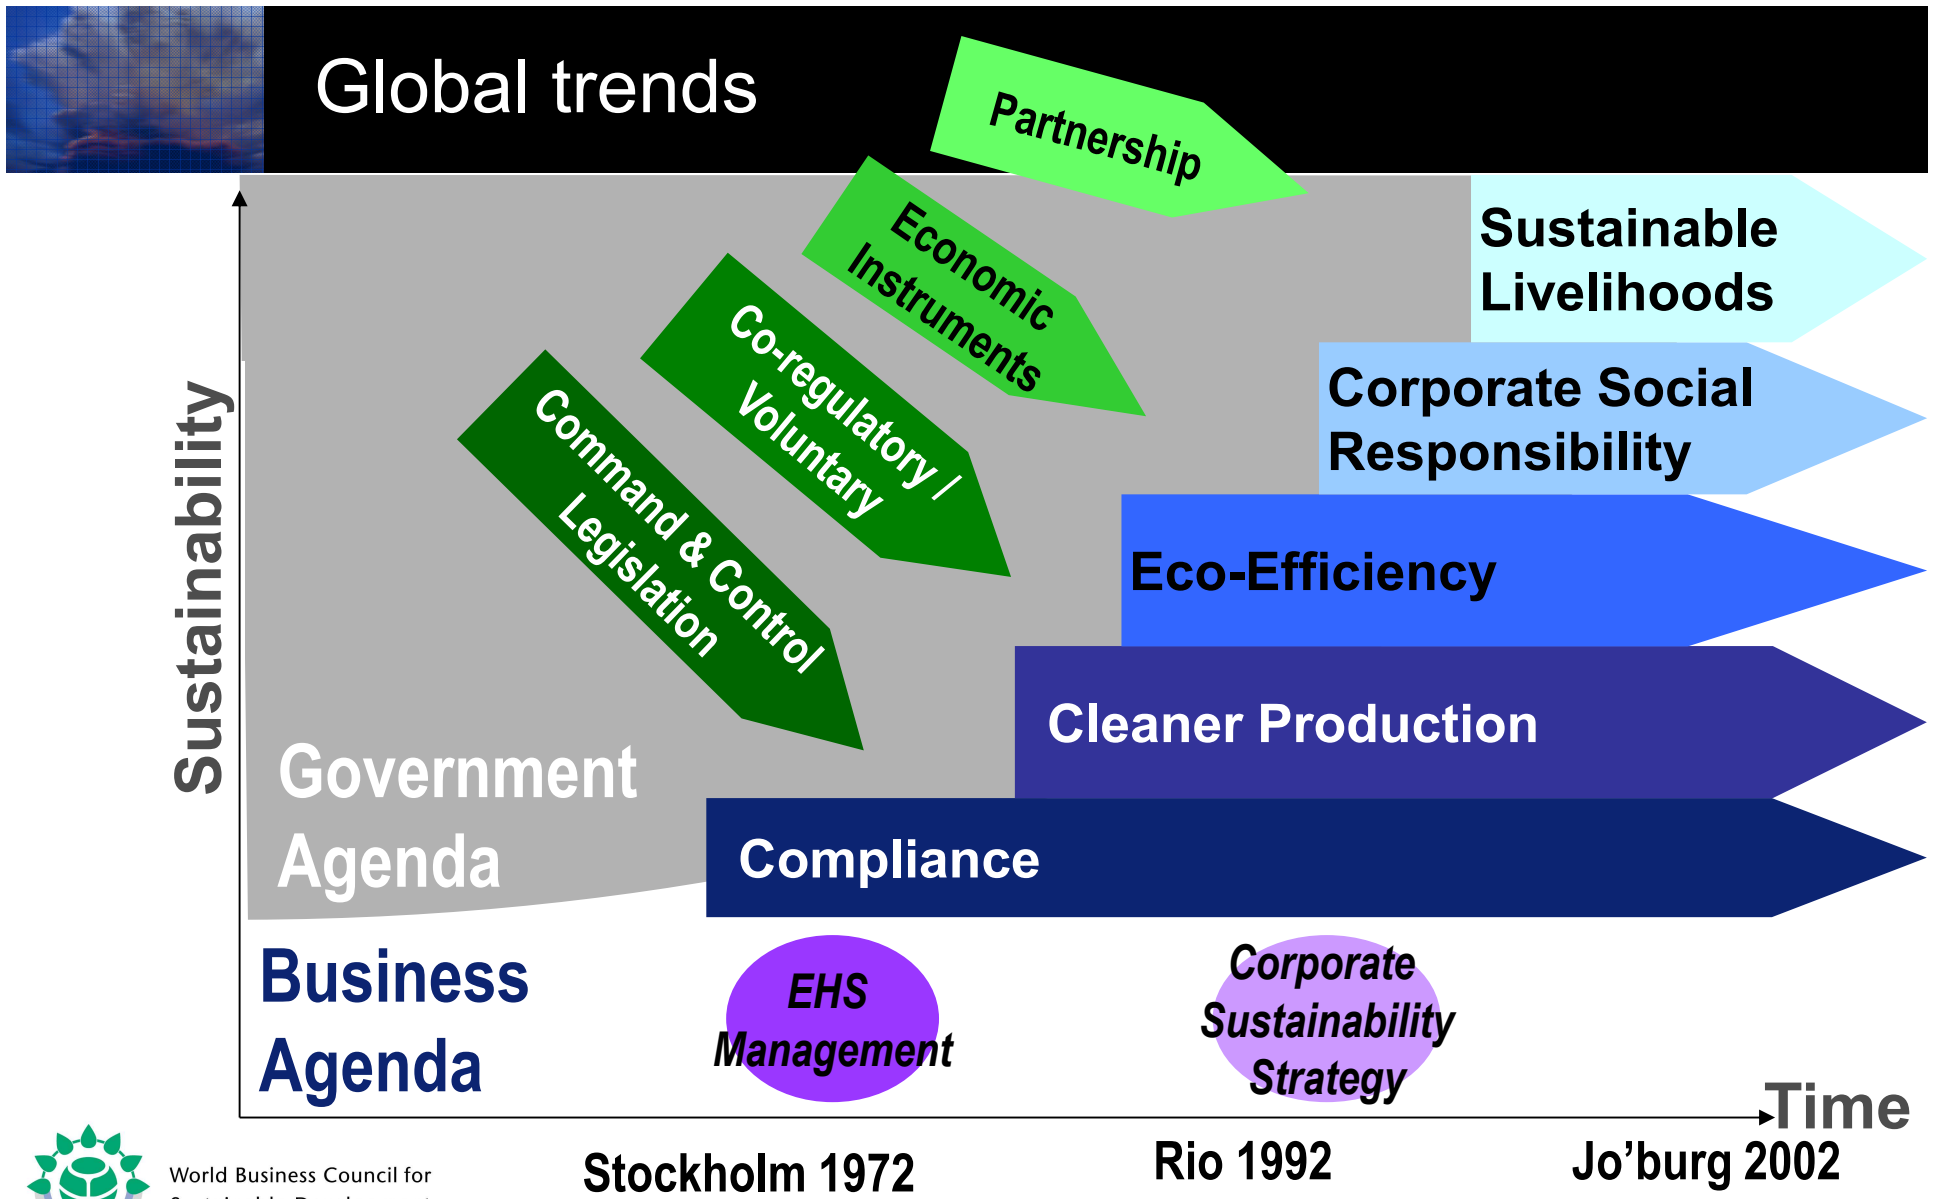 Global trends
Partnership
Economic
Instruments
Co-regulatory /
Voluntary
Command & Control
Legislation
Sustainable
Livelihoods
Corporate Social
Responsibility
Eco-Efficiency
Cleaner Production
Compliance
Sustainability
Government
Agenda
Business
Agenda
EHS
Management
Corporate
Sustainability
Strategy
Time
Stockholm 1972
Rio 1992
Jo’burg 2002
World Business Council for
Sustainable Development